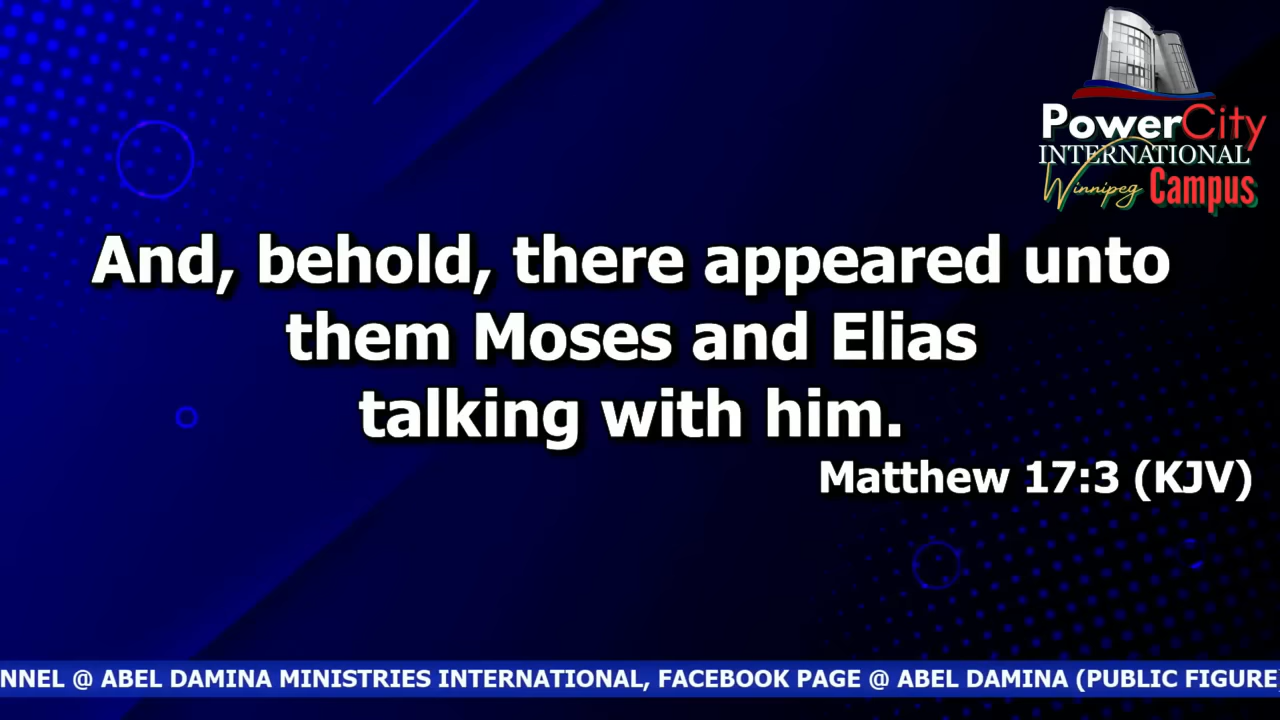 PowerCity
INTERNATIONAL
Winnipeg Campus
And, behold, there appeared unto
them Moses and Elias
talking with him.
Matthew 17:3 (KJV)
NNEL @ ABEL DAMINA MINISTRIES INTERNATIONAL, FACEBOOK PAGE @ ABEL DAMINA (PUBLIC FIGURE